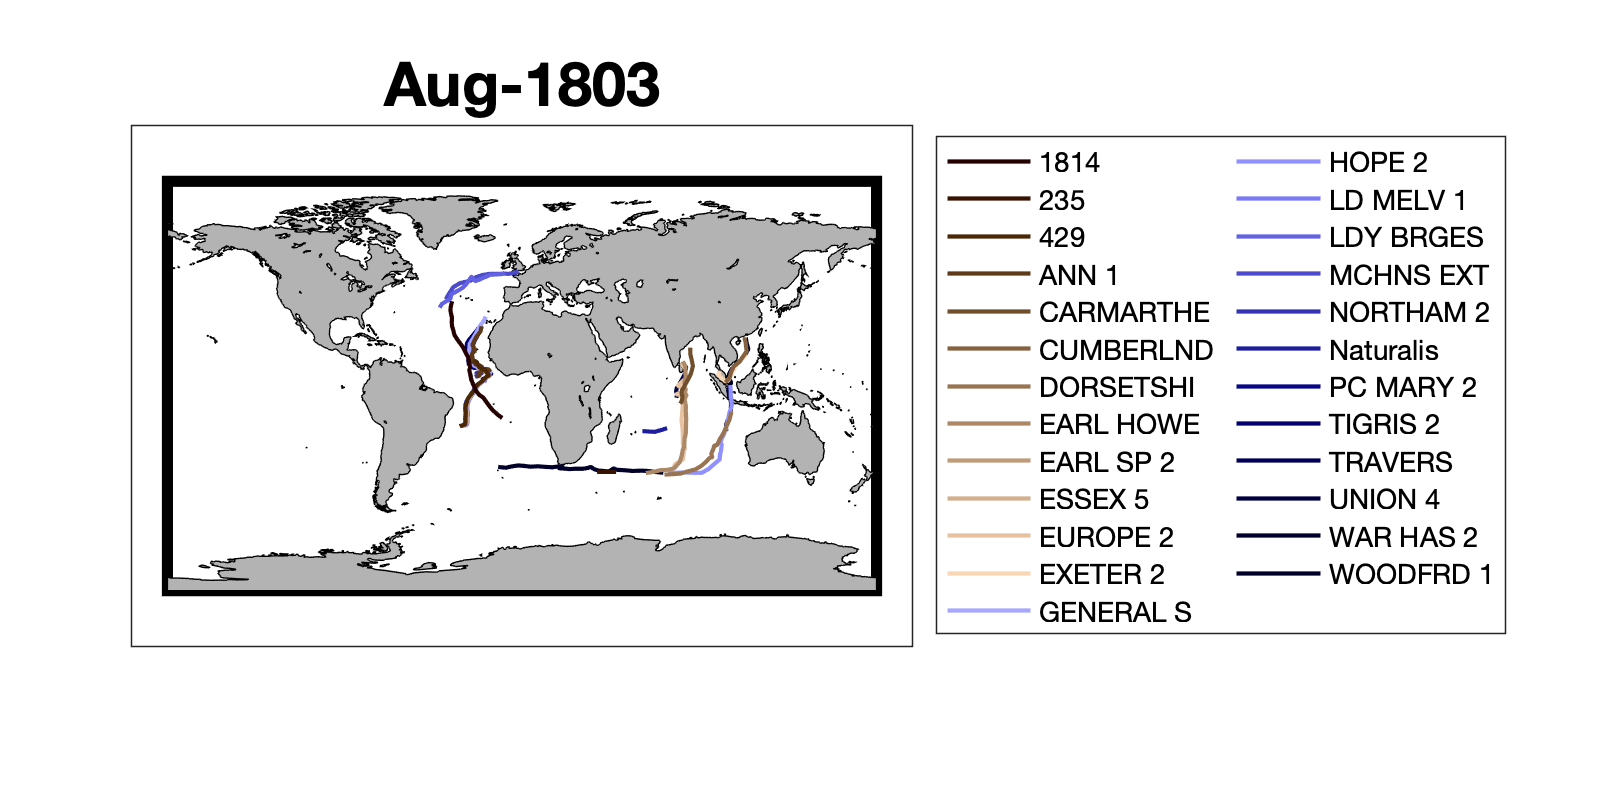 Aug-1803
1814
235
429
ANN 1
CARMARTHE
CUMBERLND
DORSETSHI
EARL HOWE
EARL SP 2
ESSEX 5
EUROPE 2
EXETER 2
GENERAL S
HOPE 2
LD MELV 1
LDY BRGES
MCHNS EXT
NORTHAM 2
Naturalis
PC MARY 2
TIGRIS 2
TRAVERS
UNION 4
WAR HAS 2
WOODFRD 1